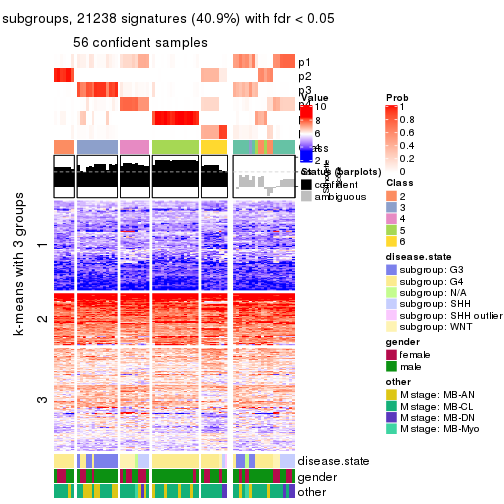 subgroups, 21238 signatures (40.9%) with fdr < 0.05
56 confident samples
p1
p2
p3
Value
10
8
6
4
2
Prob
1
0.8
0.6
0.4
0.2
0
Class
2
3
4
5
6
Status (barplots)
confident
ambiguous
k-means with 3 groups
1
2
3
disease.state
subgroup: G3
subgroup: G4
subgroup: N/A
subgroup: SHH
subgroup: SHH outlier
subgroup: WNT
gender
female
male
other
M stage: MB-AN
M stage: MB-CL
M stage: MB-DN
M stage: MB-Myo
disease.state
gender
other